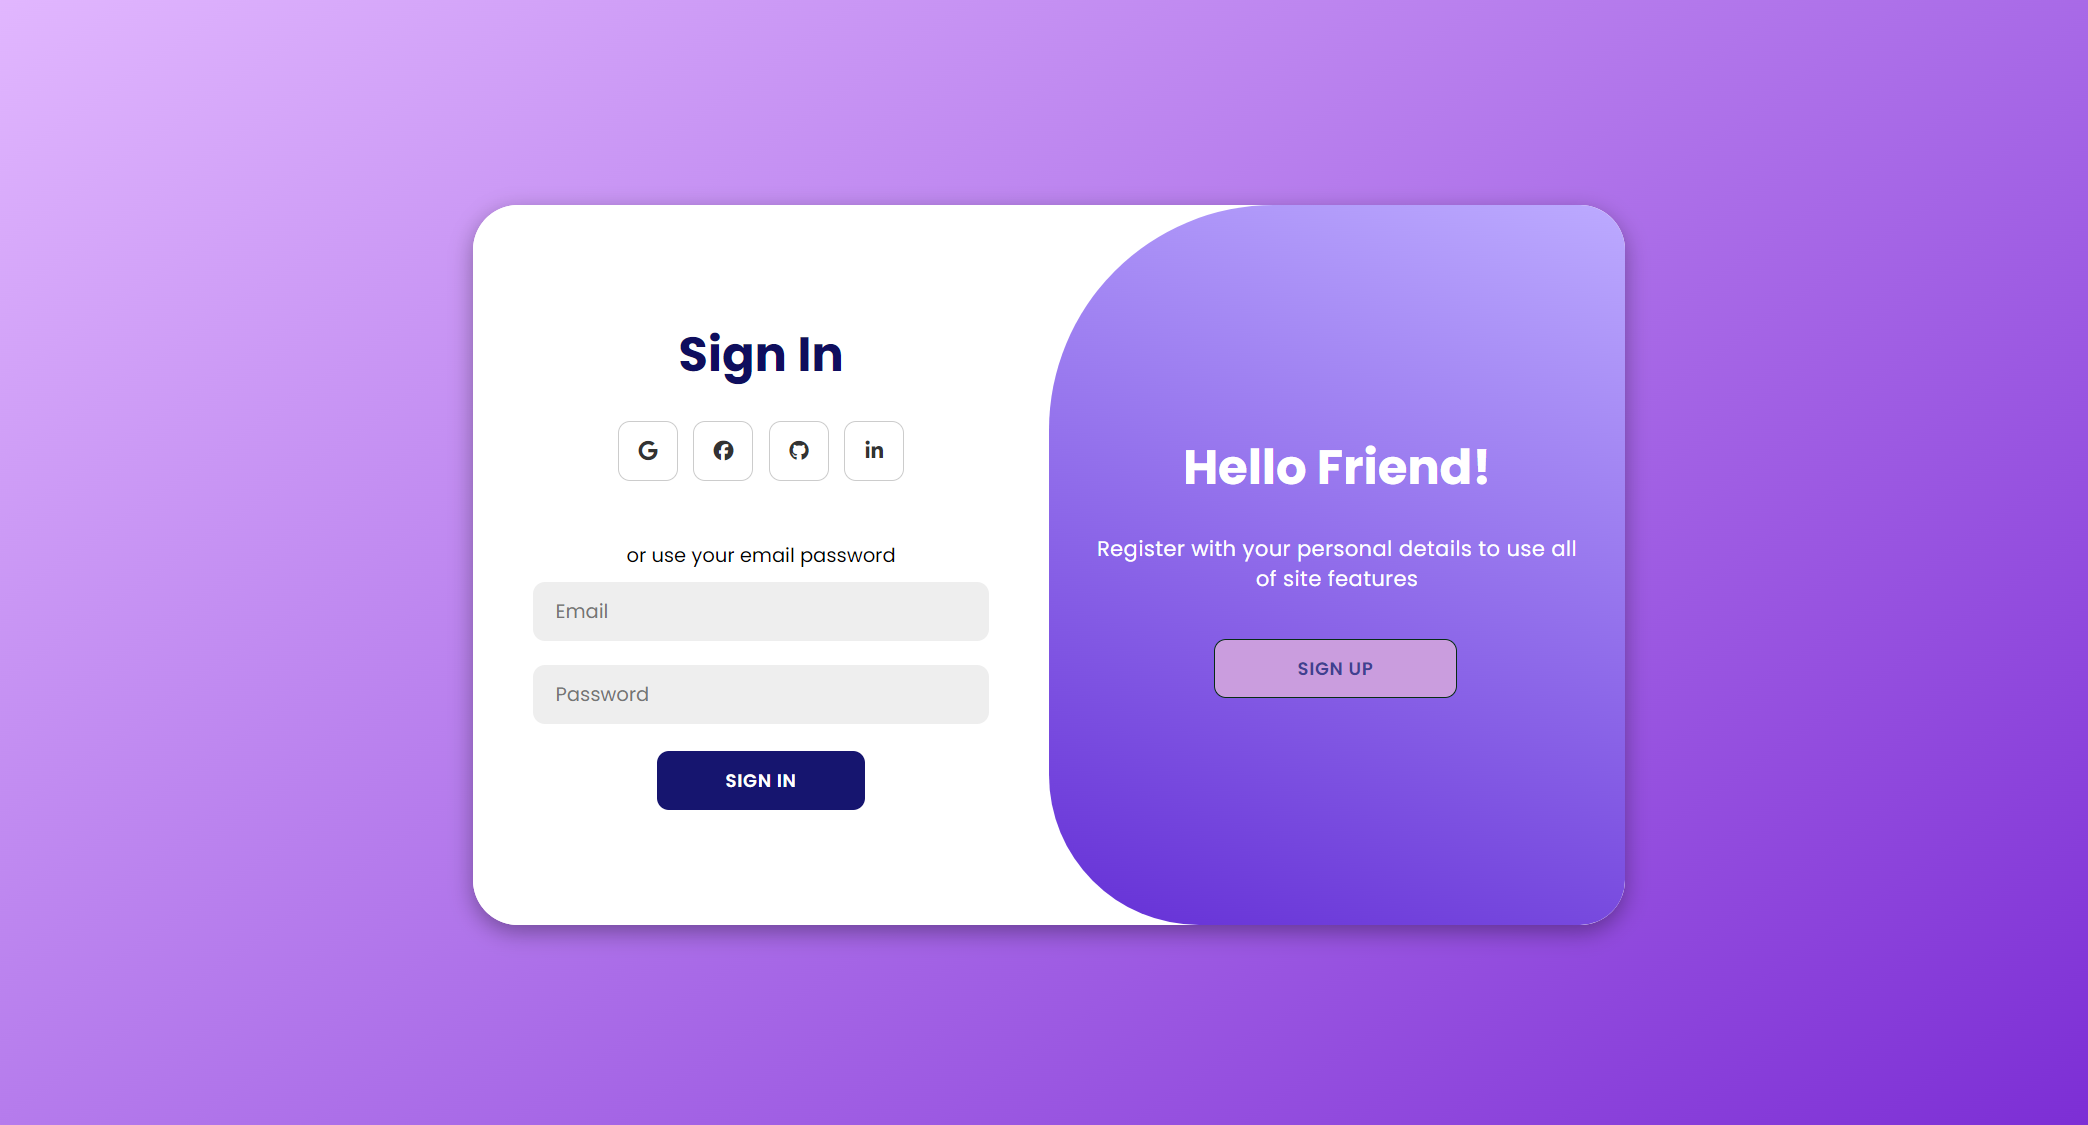 Sign In
or use your email password
Email
Password
SIGN IN
Hello Friend!
Register with your personal details to use all
of site features
SIGN UP